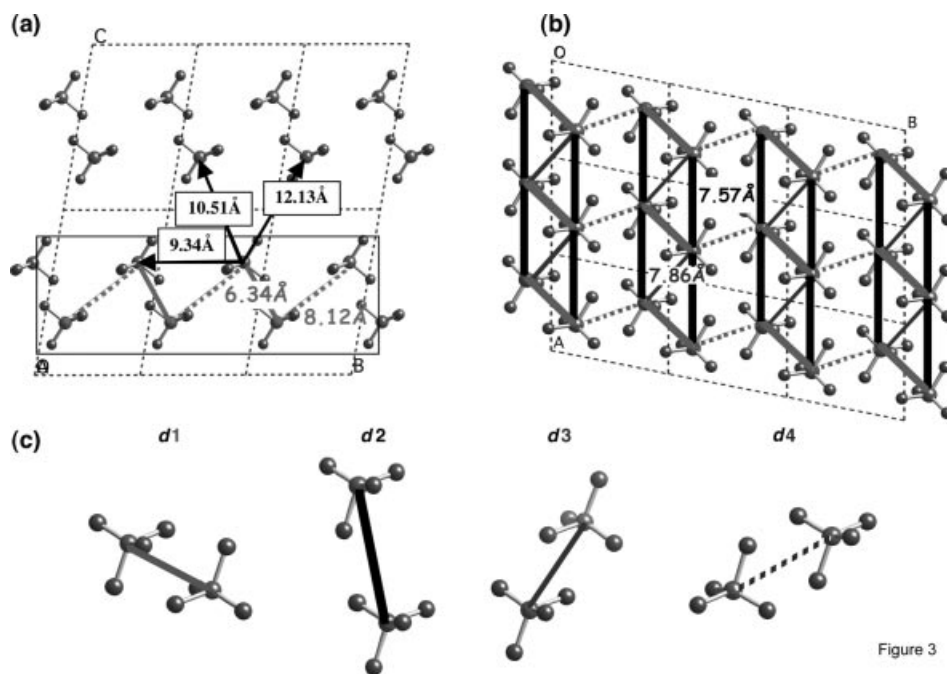 (a)
C
10.51Å
12.13Å
9.34Å
6.34Å
8.12Å
A
B
(b)
O
7.57Å
7.86Å
A
B
(c)
d1
d2
d3
d4
Figure 3